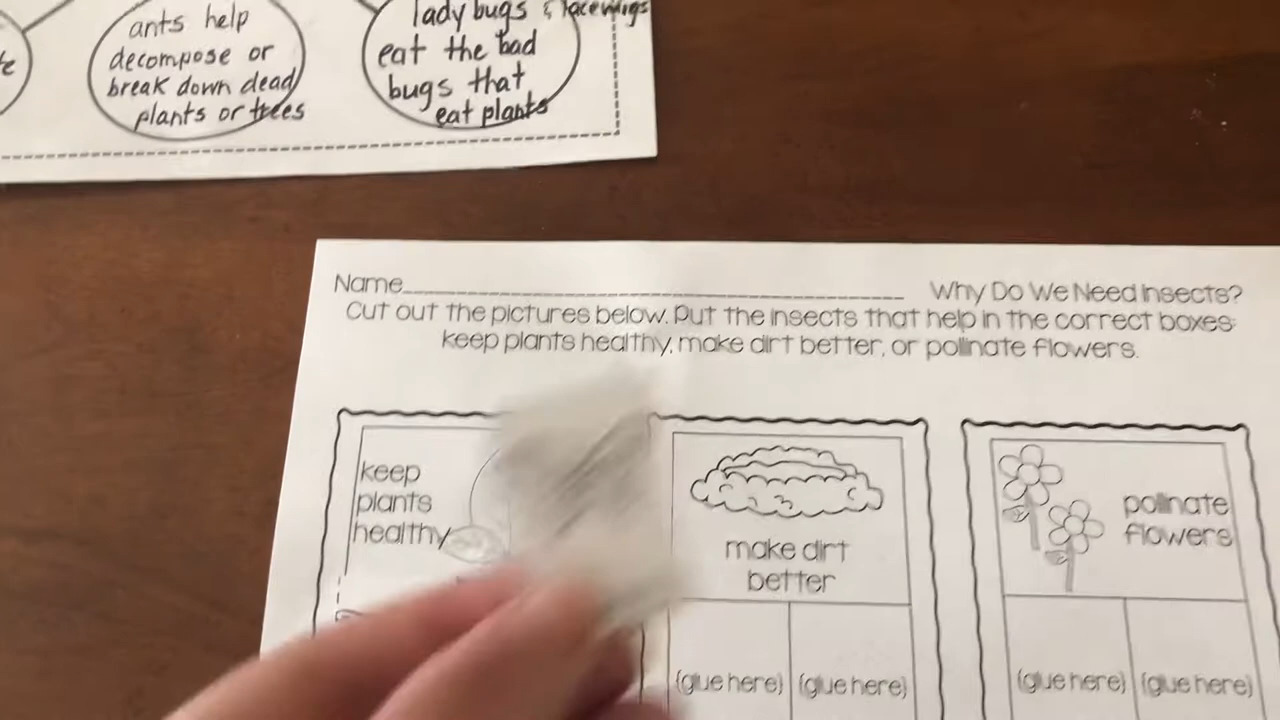 ants help
decompose or
break down dead
plants or trees
lady bugs & lacewings
eat the bad
bugs that
eat plants
Name
Why Do We Need Insects?
Cut out the pictures below. Put the insects that help in the correct boxes:
keep plants healthy, make dirt better, or pollinate flowers.
keep
plants
healthy
make dirt
better
(glue here) (glue here)
pollinate
flowers
(glue here) (glue here)